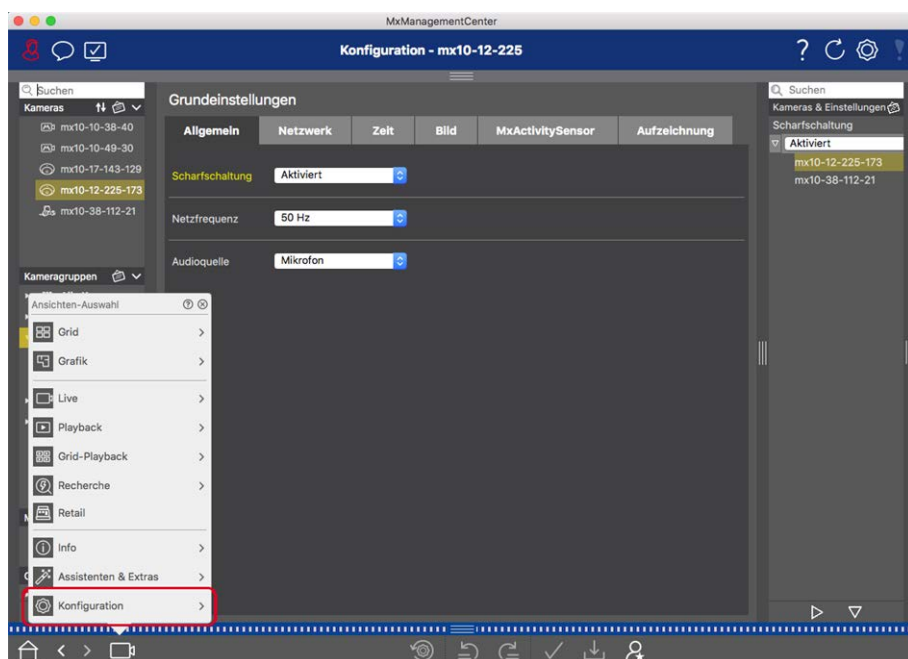 MxManagementCenter
Konfiguration - mx10-12-225
Suchen
Kameras
mx10-10-38-40
mx10-10-49-30
mx10-17-143-129
mx10-12-225-173
mx10-38-112-21
Kameragruppen
Grundeinstellungen
Allgemein Netzwerk Zeit Bild MxActivitySensor Aufzeichnung
Scharfschaltung Aktiviert
Netzfrequenz 50 Hz
Audioquelle Mikrofon
Suchen
Kameras & Einstellungen
Scharfschaltung
Aktiviert
mx10-12-225-173
mx10-38-112-21
Ansichten-Auswahl
Grid
Grafik
Live
Playback
Grid-Playback
Recherche
Retail
Info
Assistenten & Extras
Konfiguration